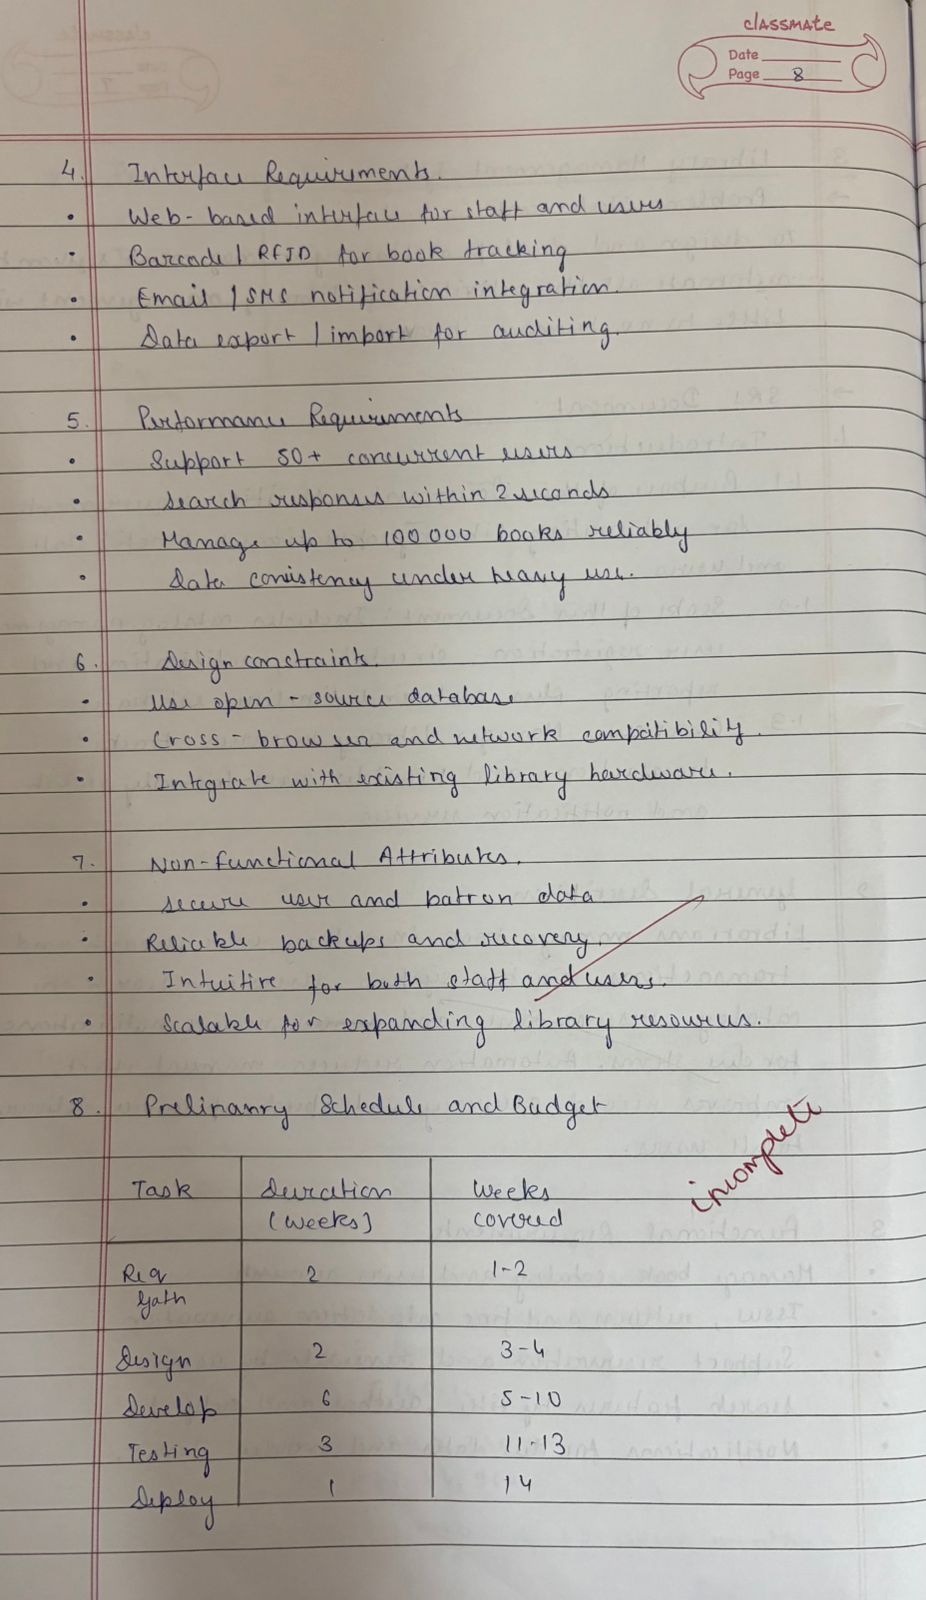 classmate
Date
Page 8
4. Interface Requirements.
• Web-based interface for staff and users
• Barcode / RFID for book tracking
• Email / SMS notification integration.
• Data export / import for auditing.
5. Performance Requirements
• Support 50+ concurrent users
• Search responses within 2 seconds
• Manage up to 100 000 books reliably
• Data consistency under heavy use.
6. Design constraints.
• Use open-source database
• Cross-browser and network compatibility.
• Integrate with existing library hardware.
7. Non-Functional Attributes.
• Secure user and patron data
• Reliable backups and recovery.
• Intuitive for both staff and users.
• Scalable for expanding library resources.
8. Prelinanry Schedule and Budget
incomplete
Task Duration (weeks) Weeks covered
Req Gath 2 1-2
Design 2 3-4
Develop 6 5-10
Testing 3 11-13
Deploy 1 14